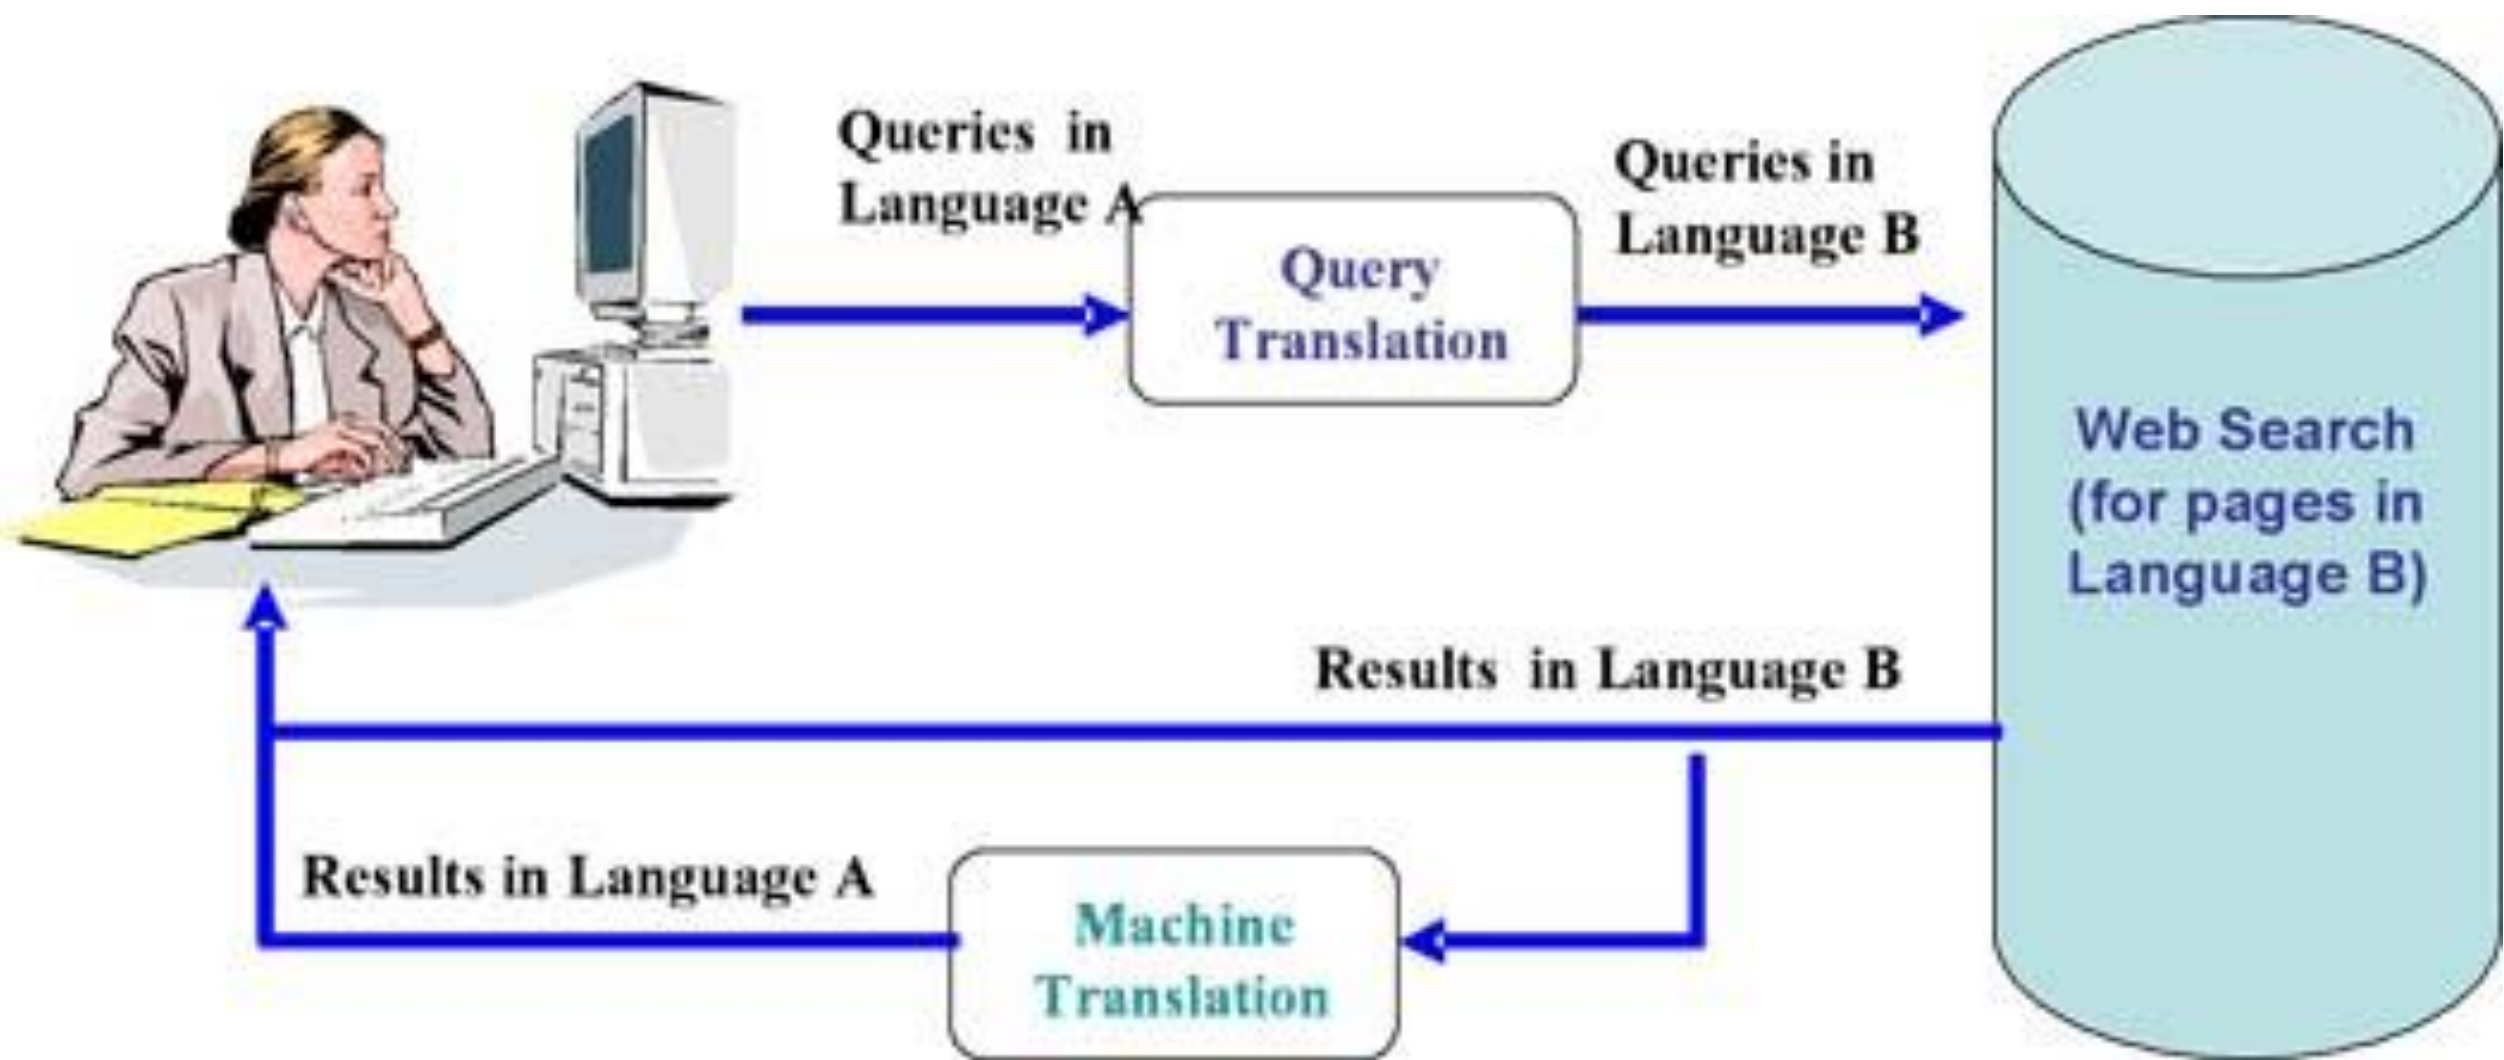 Queries in
Language A
Query
Translation
Queries in
Language B
Web Search
(for pages in
Language B)
Results in Language B
Results in Language A
Machine
Translation